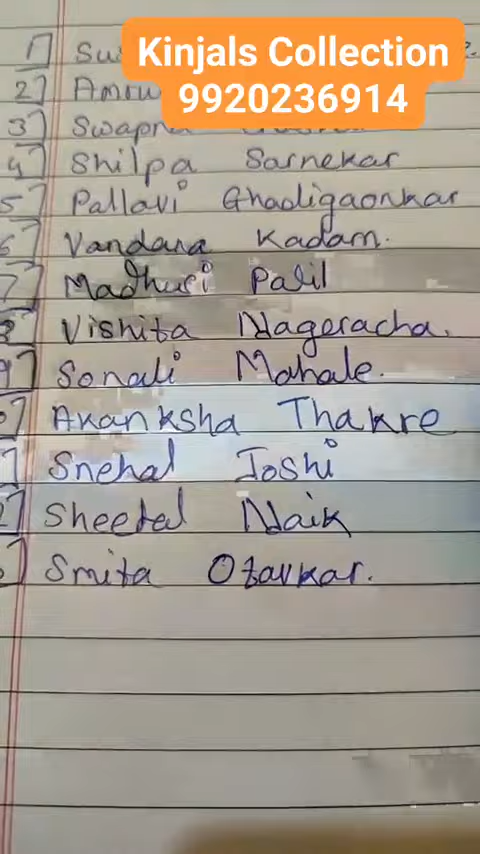 Kinjals Collection
9920236914
1)
2)
3)
4) Shilpa Sarnekar
5) Pallavi Ghadigaonkar
6) Vandana Kadam.
7) Madhuri Patil
8) Vishita Nageracha.
9) Sonali Mahale.
Akanksha Thakre
Snehal Joshi
Sheetal Naik
Smita Otavkar.